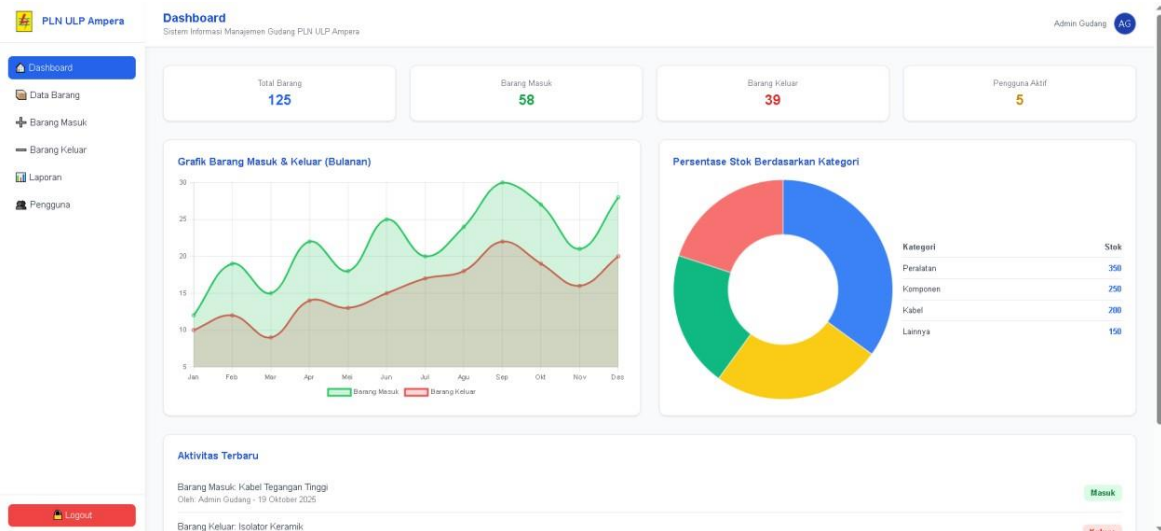 PLN ULP Ampera
Dashboard
Data Barang
Barang Masuk
Barang Keluar
Laporan
Pengguna
Logout
Dashboard
Sistem Informasi Manajemen Gudang PLN ULP Ampera
Admin Gudang AG
Total Barang
125
Barang Masuk
58
Barang Keluar
39
Pengguna Aktif
5
Grafik Barang Masuk & Keluar (Bulanan)
30
25
20
15
10
5
Jan Feb Mar Apr Mei Jun Jul Agu Sep Okt Nov Des
Barang Masuk Barang Keluar
Persentase Stok Berdasarkan Kategori
Kategori Stok
Peralatan 350
Komponen 250
Kabel 200
Lainnya 150
Aktivitas Terbaru
Barang Masuk: Kabel Tegangan Tinggi
Oleh: Admin Gudang - 19 Oktober 2025
Masuk
Barang Keluar: Isolator Keramik